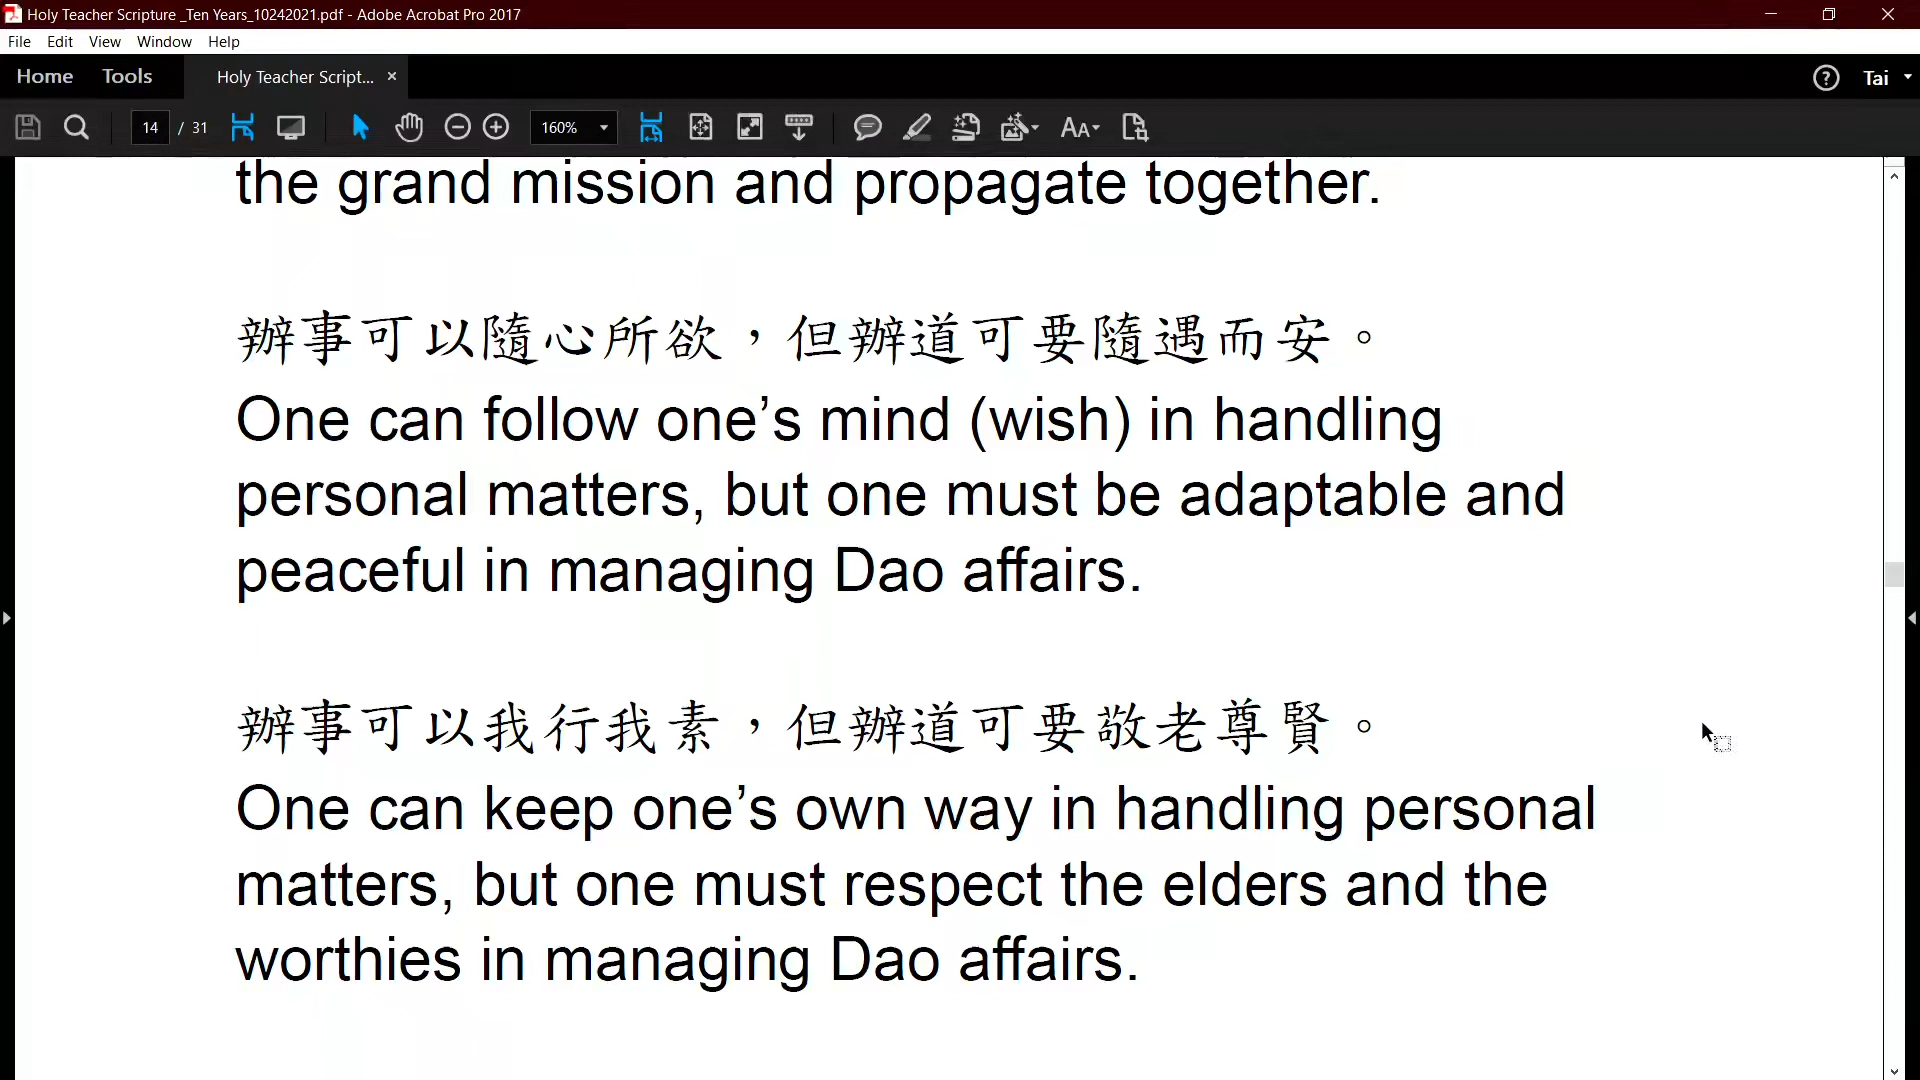 Holy Teacher Scripture _Ten Years_10242021.pdf - Adobe Acrobat Pro 2017
File Edit View Window Help
Home Tools Holy Teacher Script... × ? Tai
14 / 31 160%
the grand mission and propagate together.
辦事可以隨心所欲，但辦道可要隨遇而安。
One can follow one’s mind (wish) in handling
personal matters, but one must be adaptable and
peaceful in managing Dao affairs.
辦事可以我行我素，但辦道可要敬老尊賢。
One can keep one’s own way in handling personal
matters, but one must respect the elders and the
worthies in managing Dao affairs.